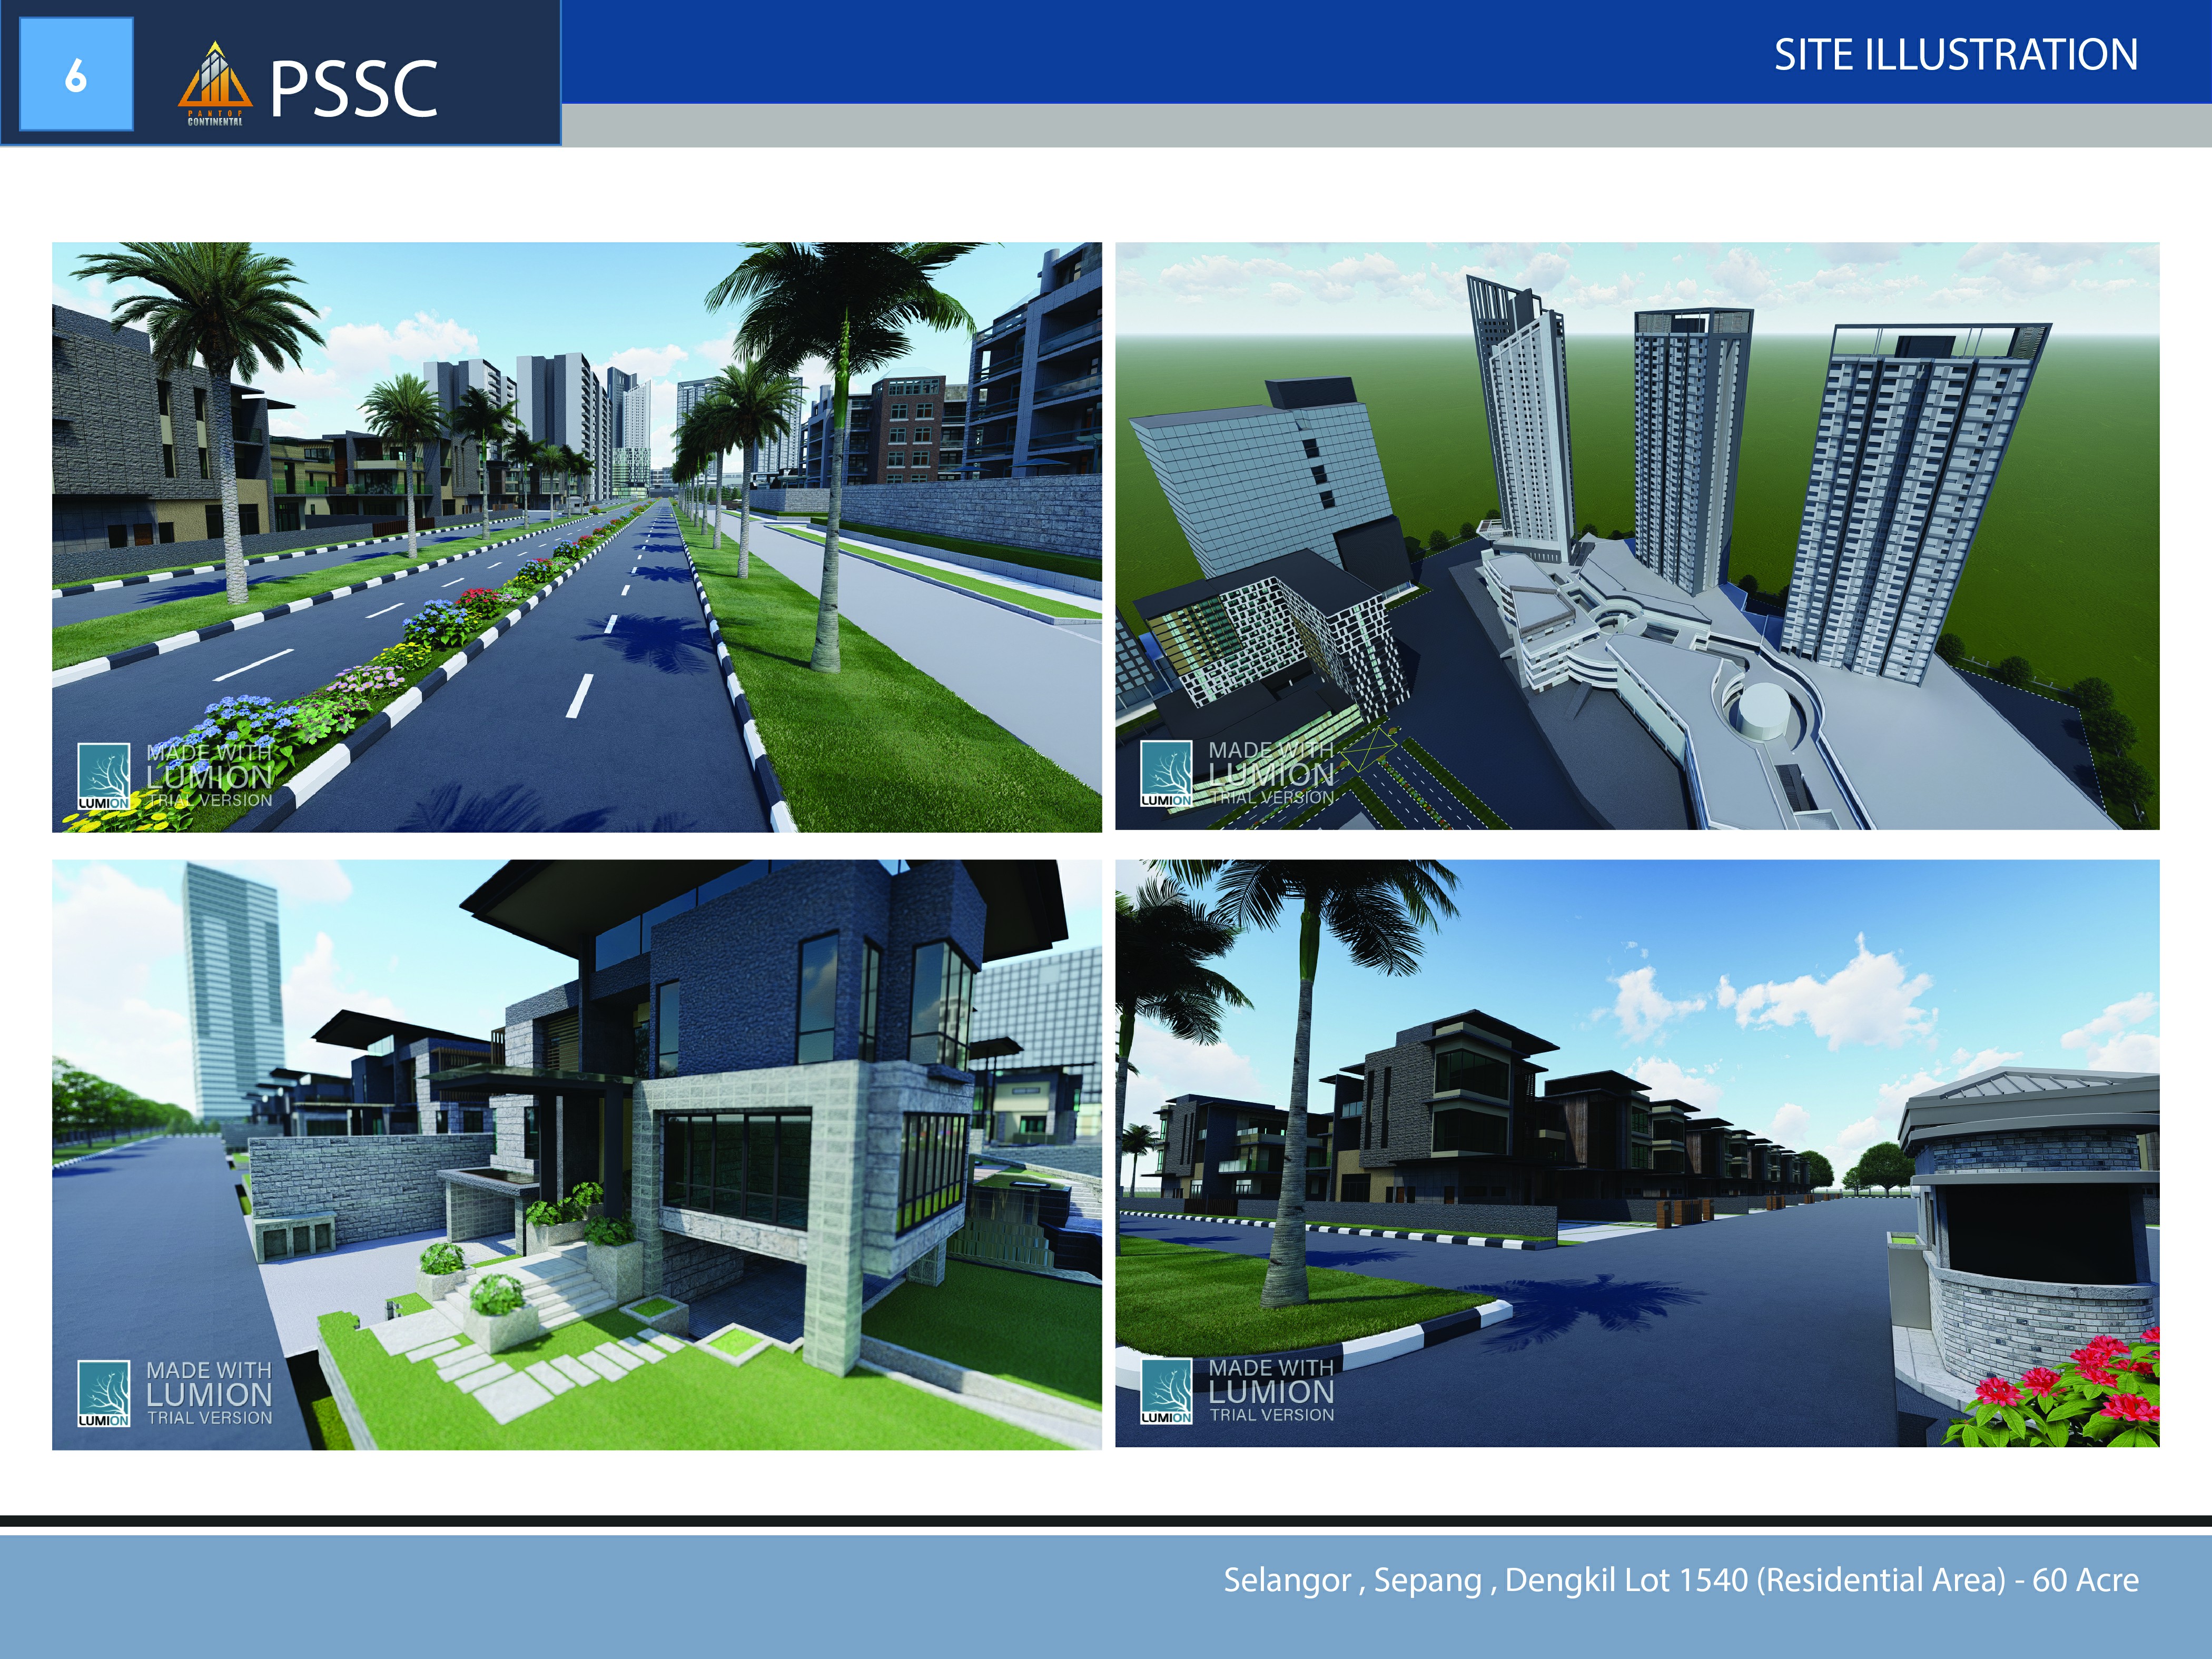 6
PANTOP
CONTINENTAL
PSSC
SITE ILLUSTRATION
MADE WITH
LUMION
TRIAL VERSION
LUMION
MADE WITH
LUMION
TRIAL VERSION
LUMION
MADE WITH
LUMION
TRIAL VERSION
LUMION
MADE WITH
LUMION
TRIAL VERSION
LUMION
Selangor , Sepang , Dengkil Lot 1540 (Residential Area) - 60 Acre